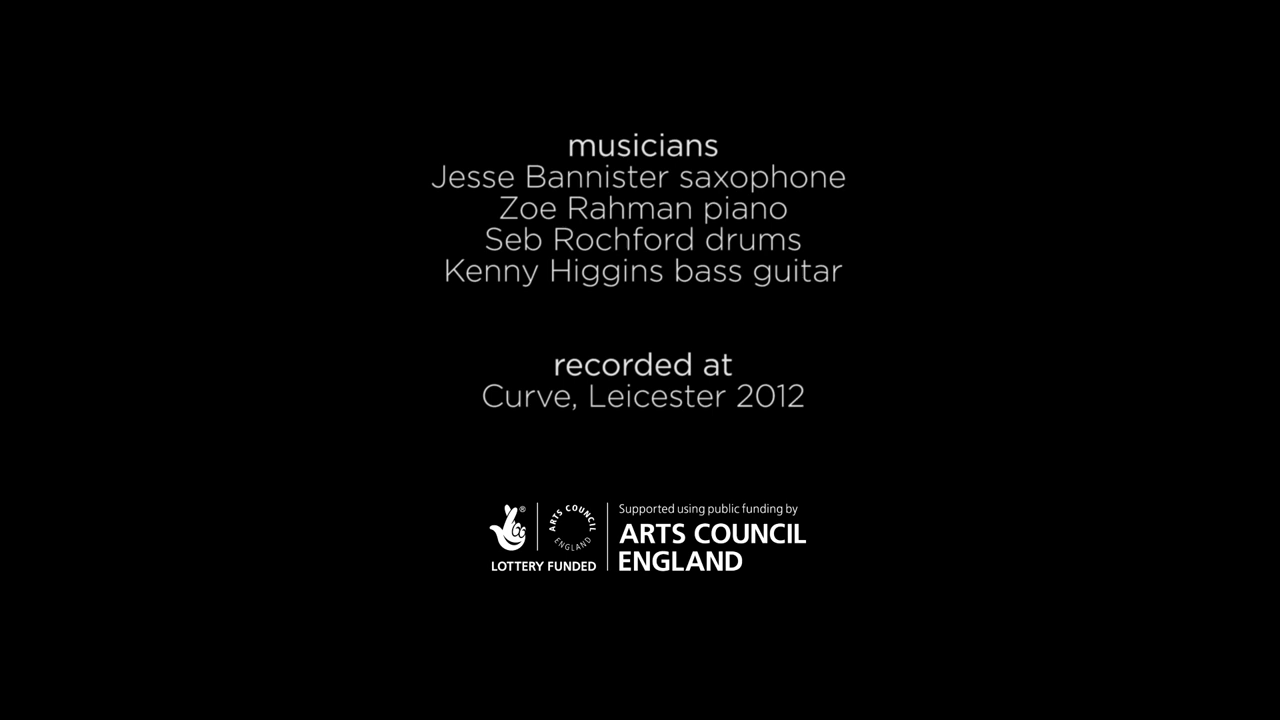 musicians
Jesse Bannister saxophone
Zoe Rahman piano
Seb Rochford drums
Kenny Higgins bass guitar
recorded at
Curve, Leicester 2012
ARTS COUNCIL
ENGLAND
LOTTERY FUNDED
Supported using public funding by
ARTS COUNCIL
ENGLAND